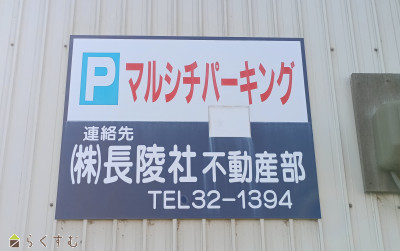 P マルシチパーキング
連絡先
(株)長陵社 不動産部
TEL32-1394
らくすむ